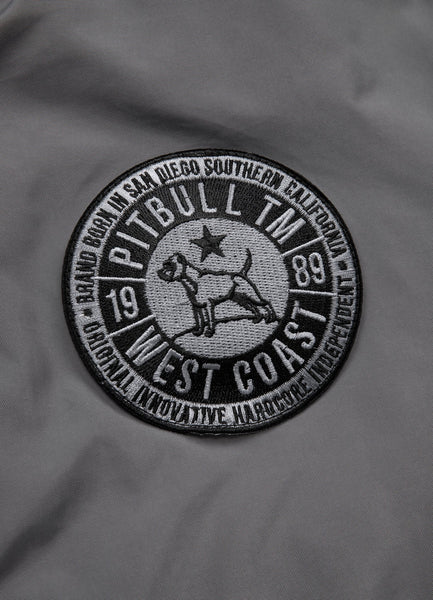 · BRAND BORN IN SAN DIEGO SOUTHERN CALIFORNIA ·
PITBULL TM
19 89
WEST COAST
ORIGINAL INNOVATIVE HARDCORE INDEPENDENT